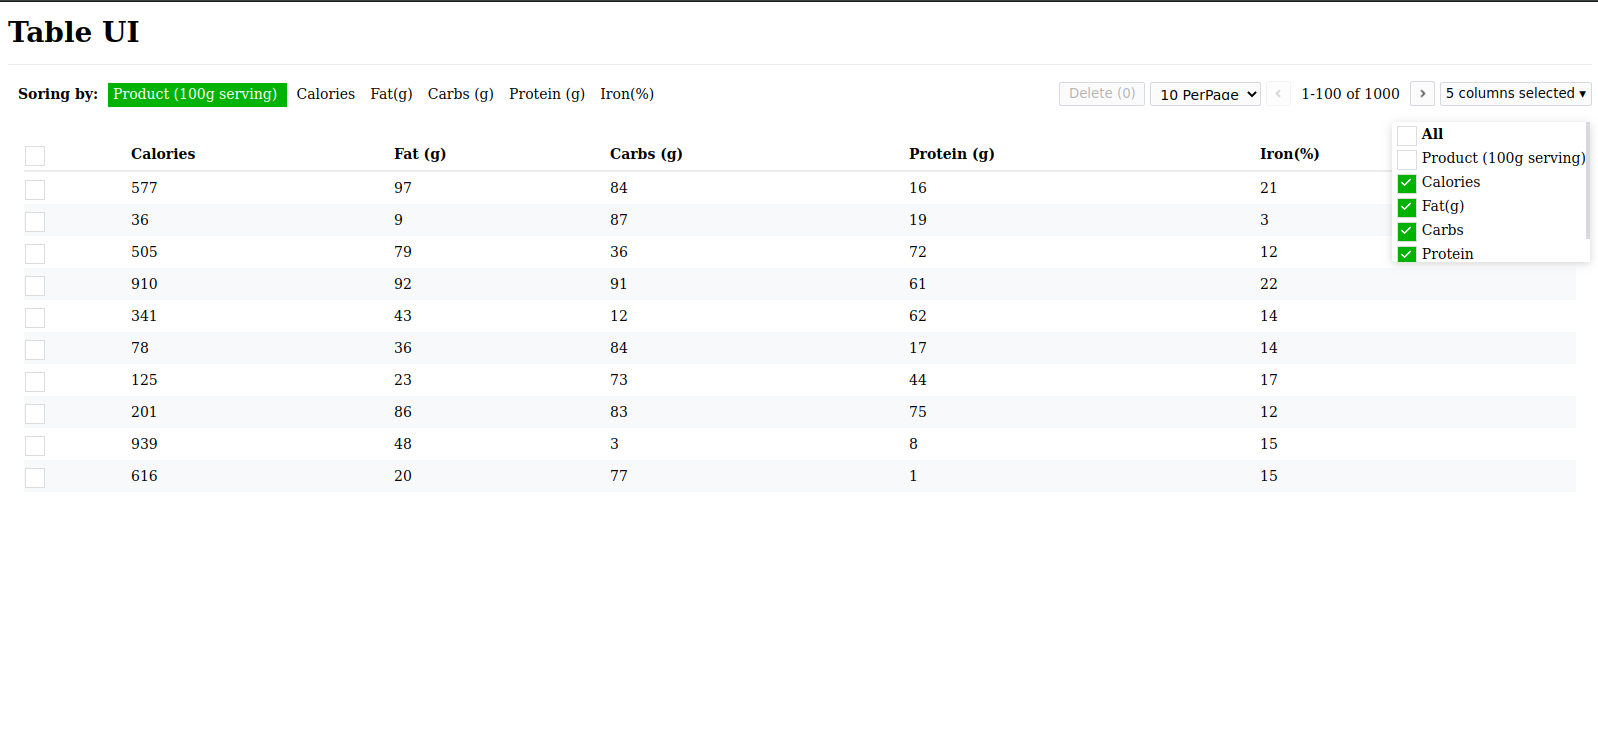 Table UI
Soring by: Product (100g serving) Calories Fat(g) Carbs (g) Protein (g) Iron(%) Delete (0) 10 PerPage 1-100 of 1000 5 columns selected ▾
All
Product (100g serving)
Calories
Fat(g)
Carbs
Protein
Calories Fat (g) Carbs (g) Protein (g) Iron(%)
577 97 84 16 21
36 9 87 19 3
505 79 36 72 12
910 92 91 61 22
341 43 12 62 14
78 36 84 17 14
125 23 73 44 17
201 86 83 75 12
939 48 3 8 15
616 20 77 1 15